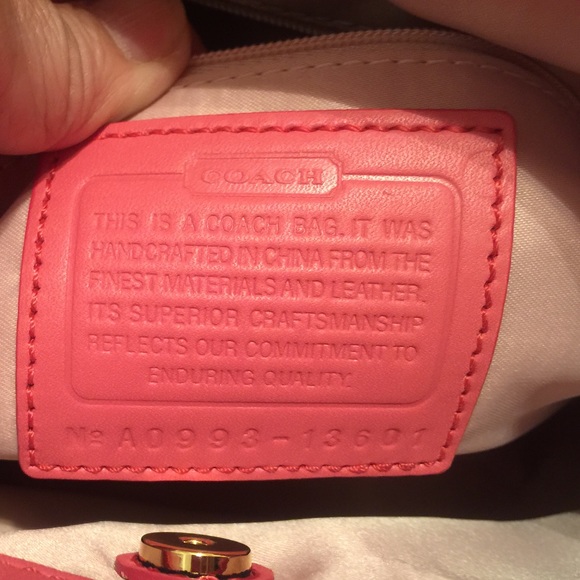 COACH
THIS IS A COACH BAG. IT WAS
HANDCRAFTED IN CHINA FROM THE
FINEST MATERIALS AND LEATHER.
ITS SUPERIOR CRAFTSMANSHIP
REFLECTS OUR COMMITMENT TO
ENDURING QUALITY.
No A0993-13601